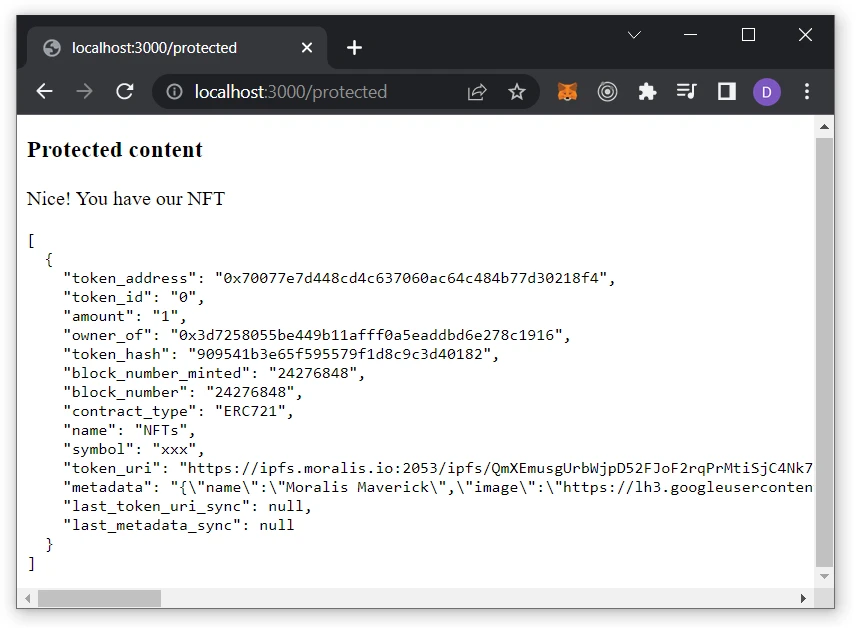 localhost:3000/protected
localhost:3000/protected
D
Protected content
Nice! You have our NFT
[
  {
    "token_address": "0x70077e7d448cd4c637060ac64c484b77d30218f4",
    "token_id": "0",
    "amount": "1",
    "owner_of": "0x3d7258055be449b11afff0a5eaddbd6e278c1916",
    "token_hash": "909541b3e65f595579f1d8c9c3d40182",
    "block_number_minted": "24276848",
    "block_number": "24276848",
    "contract_type": "ERC721",
    "name": "NFTs",
    "symbol": "xxx",
    "token_uri": "https://ipfs.moralis.io:2053/ipfs/QmXEmusgUrbWjpD52FJoF2rqPrMtiSjC4Nk7
    "metadata": "{\"name\":\"Moralis Maverick\",\"image\":\"https://lh3.googleuserconten
    "last_token_uri_sync": null,
    "last_metadata_sync": null
  }
]